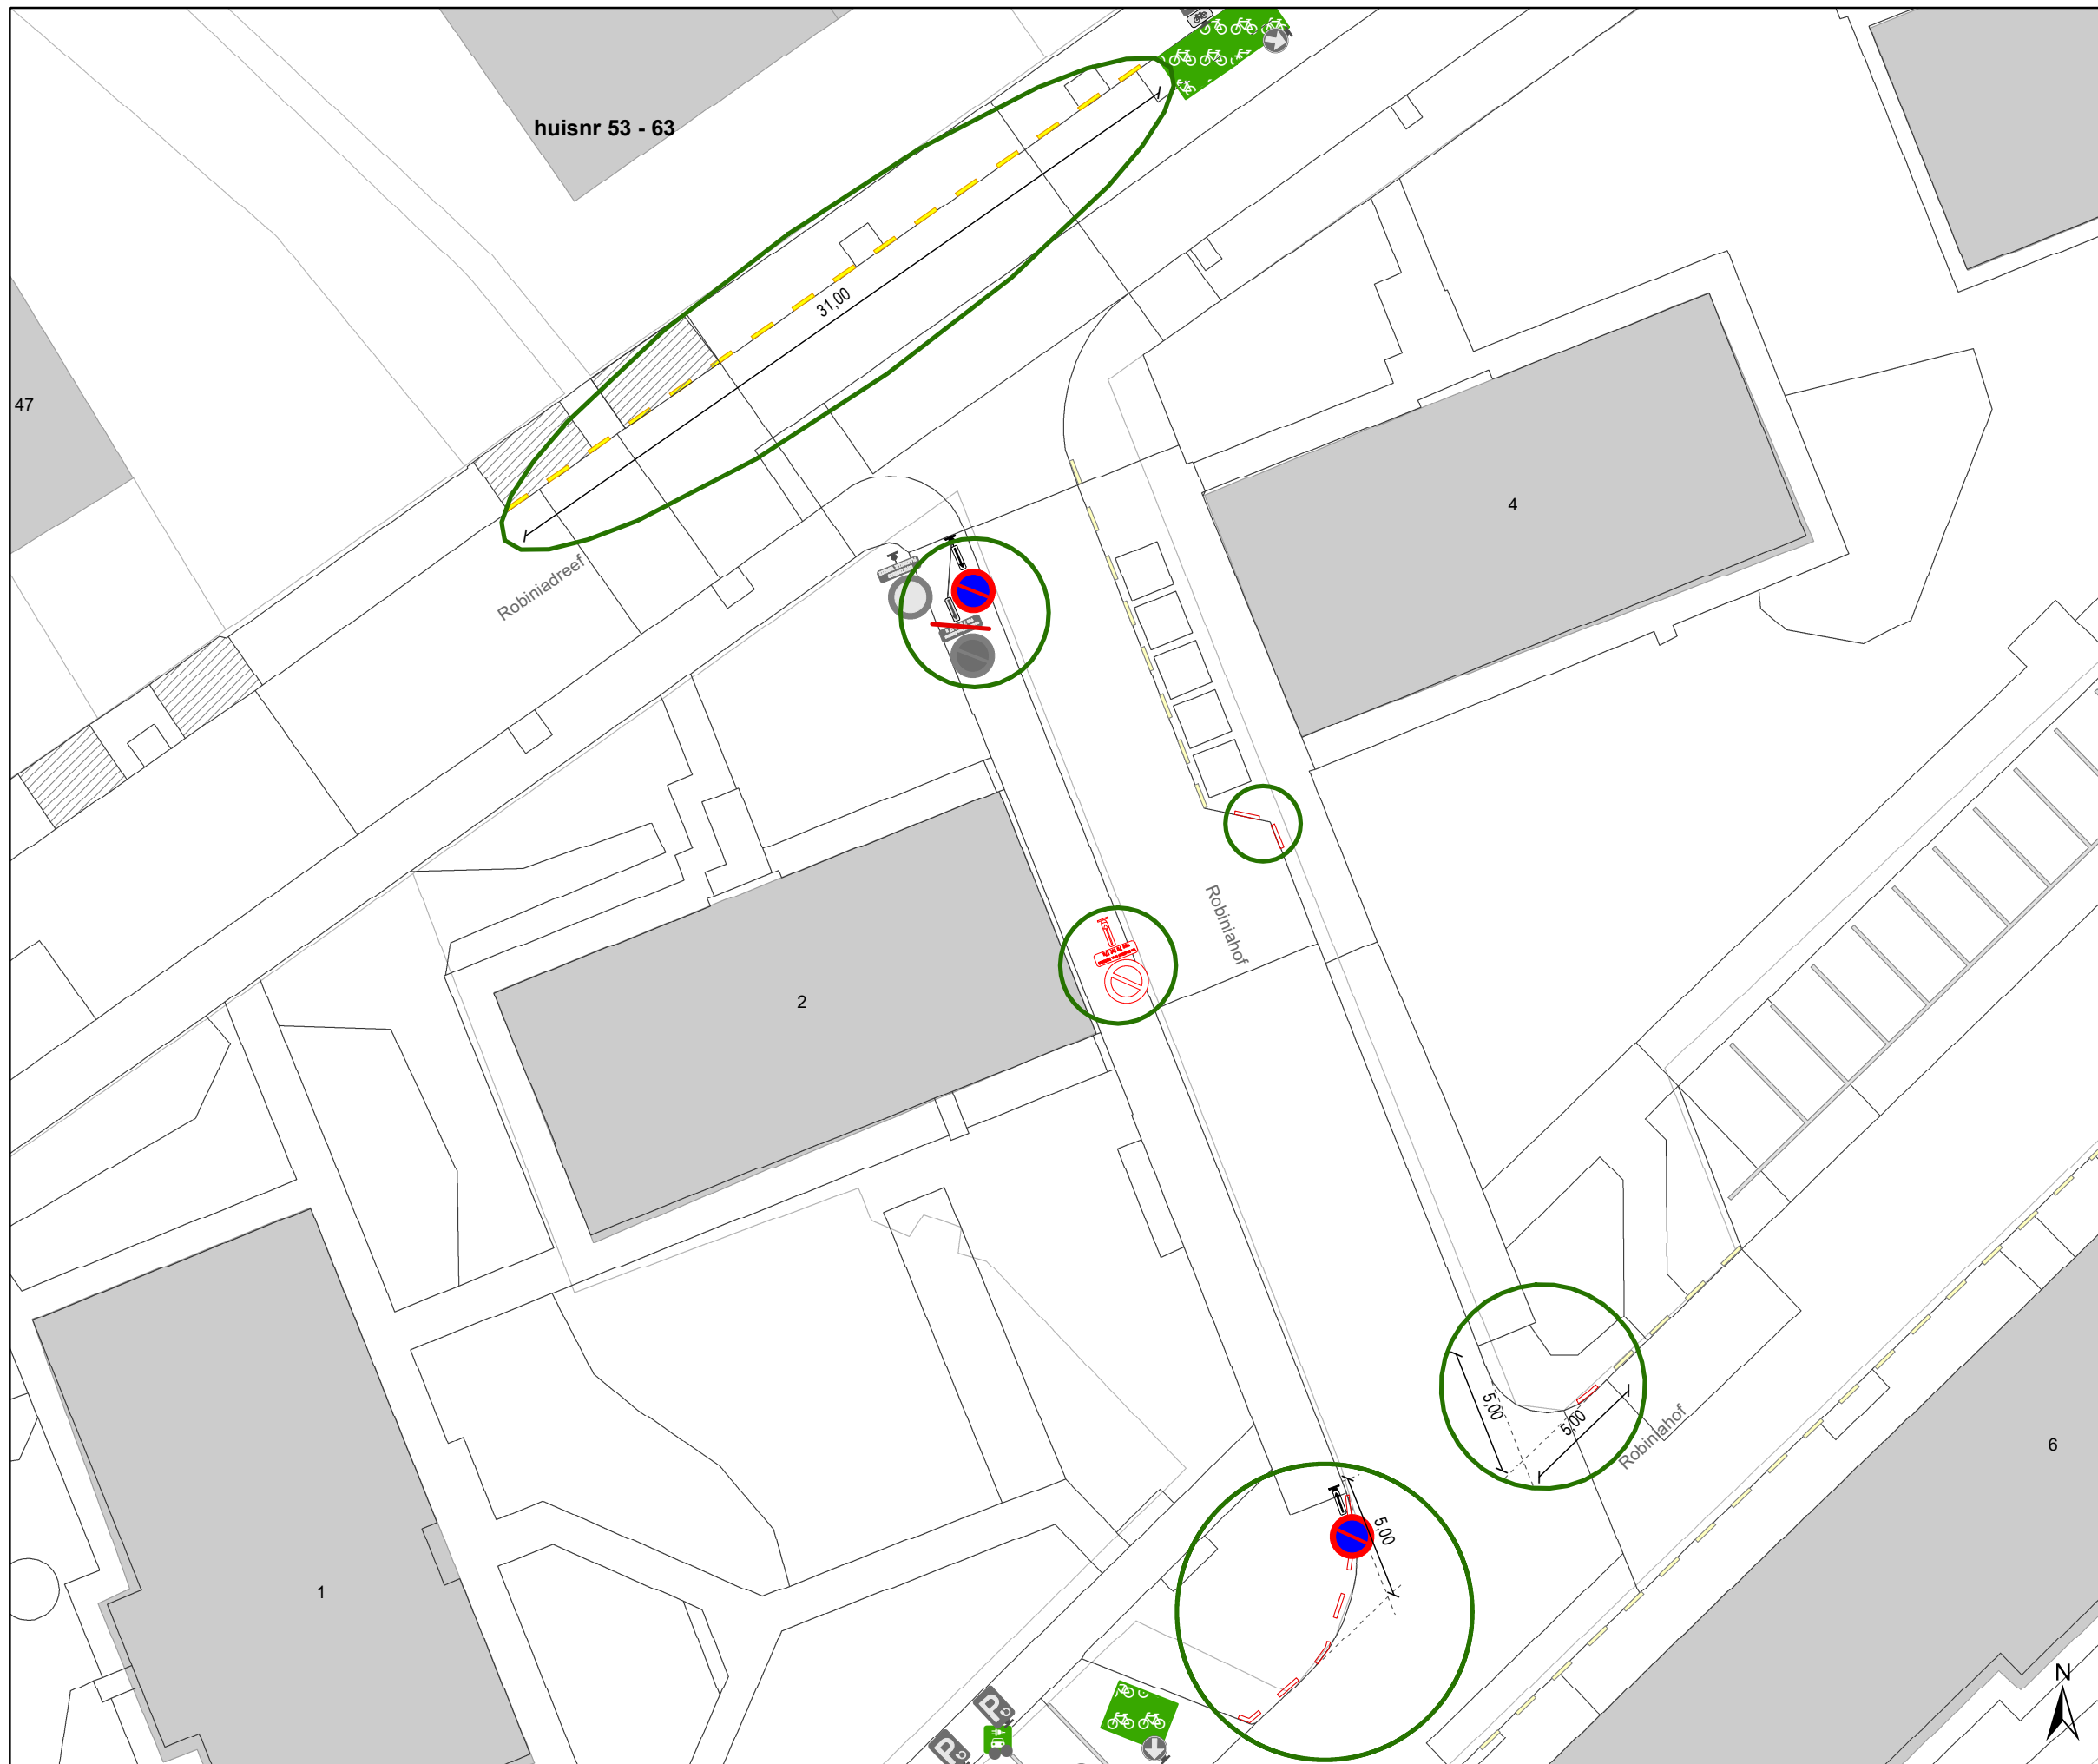 huisnr 53 - 63
31,00
47
4
Robiniadreef
Robiniahof
2
5,00
5,00
Robiniahof
6
5,00
1
N
P
P